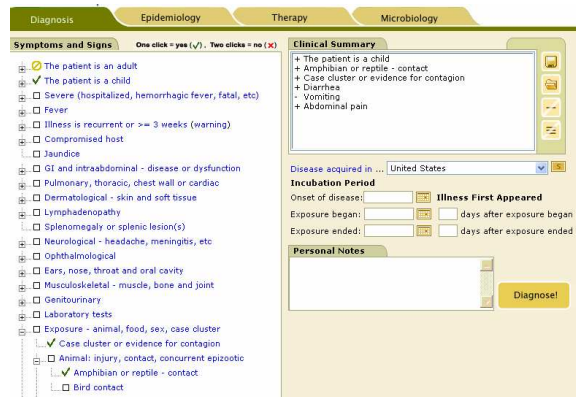 Diagnosis
Epidemiology
Therapy
Microbiology
Symptoms and Signs
One click = yes (✓). Two clicks = no (✗)
The patient is an adult
The patient is a child
Severe (hospitalized, hemorrhagic fever, fatal, etc)
Fever
Illness is recurrent or >= 3 weeks (warning)
Compromised host
Jaundice
GI and intraabdominal - disease or dysfunction
Pulmonary, thoracic, chest wall or cardiac
Dermatological - skin and soft tissue
Lymphadenopathy
Splenomegaly or splenic lesion(s)
Neurological - headache, meningitis, etc
Ophthalmological
Ears, nose, throat and oral cavity
Musculoskeletal - muscle, bone and joint
Genitourinary
Laboratory tests
Exposure - animal, food, sex, case cluster
Case cluster or evidence for contagion
Animal: injury, contact, concurrent epizootic
Amphibian or reptile - contact
Bird contact
Clinical Summary
+ The patient is a child
+ Amphibian or reptile - contact
+ Case cluster or evidence for contagion
+ Diarrhea
- Vomiting
+ Abdominal pain
Disease acquired in ... United States
Incubation Period
Onset of disease: Illness First Appeared
Exposure began: days after exposure began
Exposure ended: days after exposure ended
Personal Notes
Diagnose!